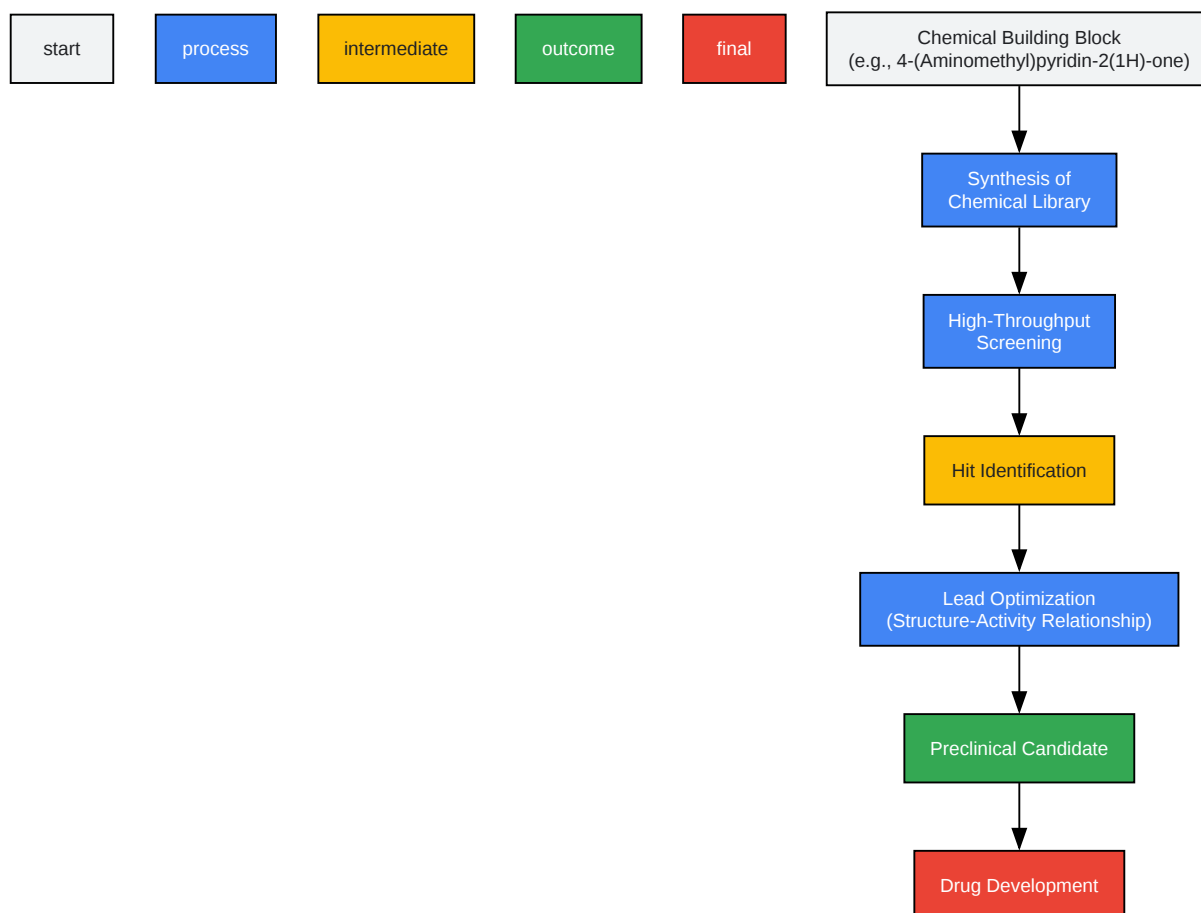 start
process
intermediate
outcome
final
Chemical Building Block
(e.g., 4-(Aminomethyl)pyridin-2(1H)-one)
Synthesis of
Chemical Library
High-Throughput
Screening
Hit Identification
Lead Optimization
(Structure-Activity Relationship)
Preclinical Candidate
Drug Development